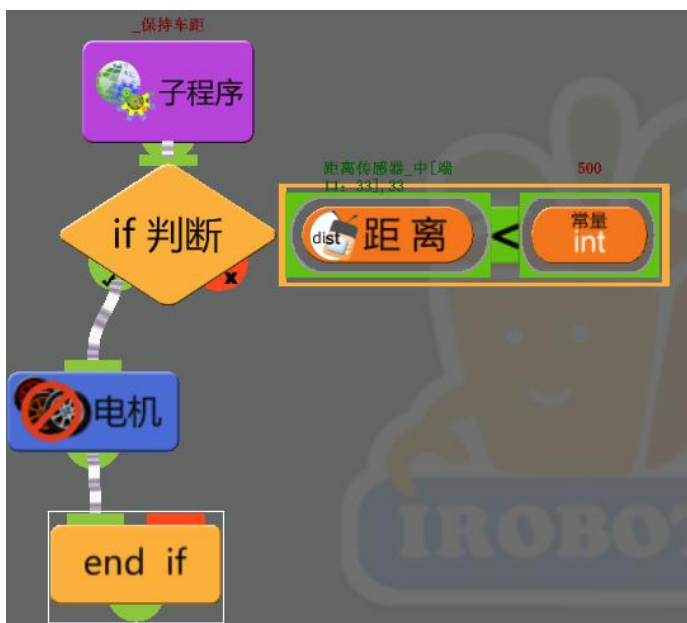 _保持车距
子程序
距离传感器_中[端
口: 33],33
500
if 判断
dist 距 离
<
常量
int
电机
end if
IROBOT